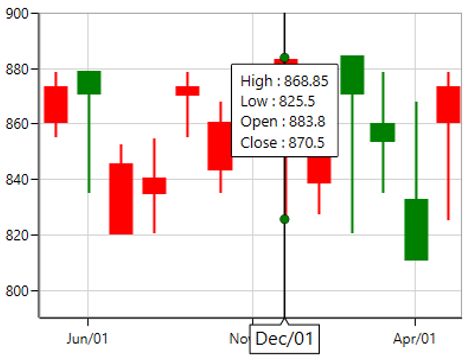 900
880
860
840
820
800
High : 868.85
Low : 825.5
Open : 883.8
Close : 870.5
Jun/01
Dec/01
Apr/01